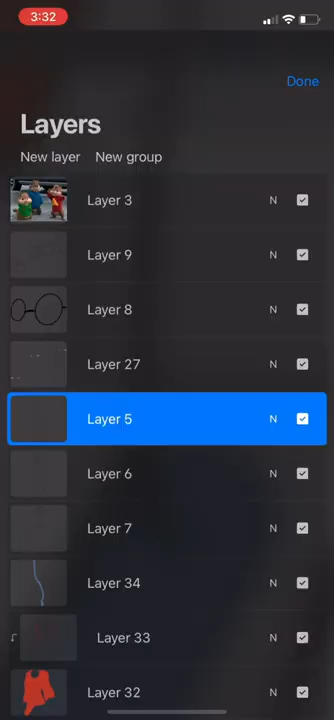 3:32
Done
Layers
New layer New group
Layer 3 N
Layer 9 N
Layer 8 N
Layer 27 N
Layer 5 N
Layer 6 N
Layer 7 N
Layer 34 N
Layer 33 N
Layer 32 N